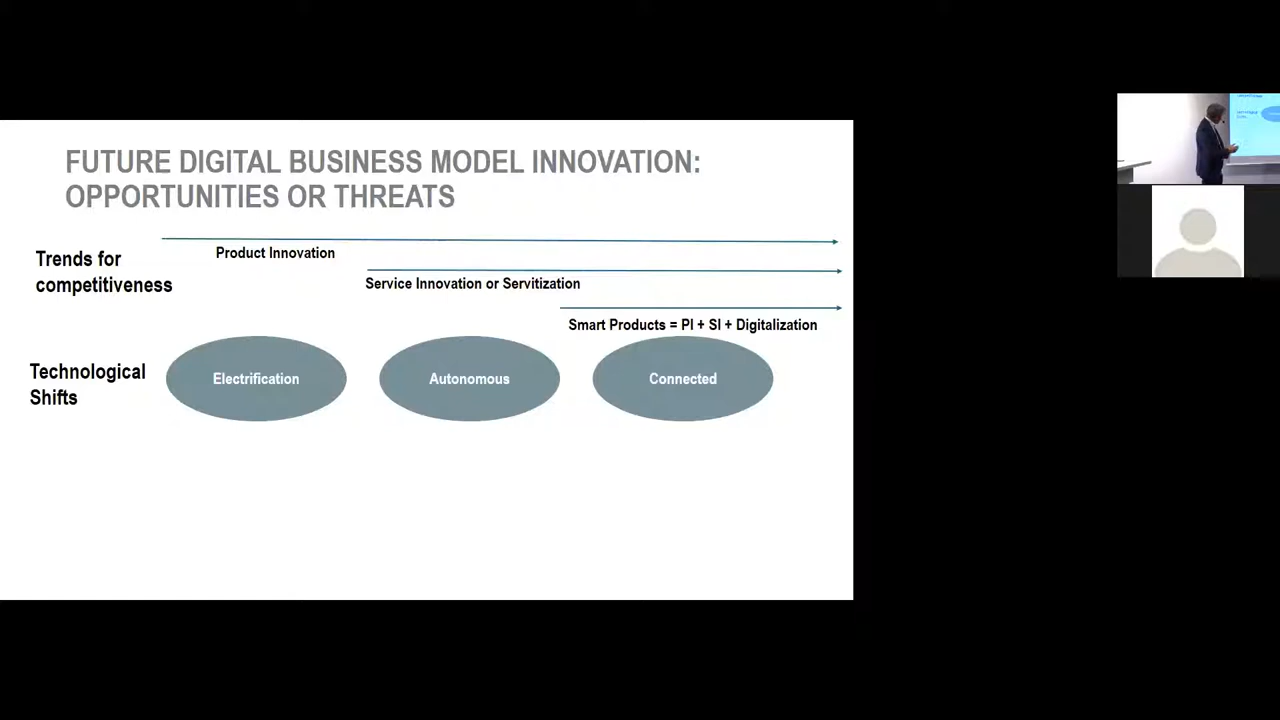 FUTURE DIGITAL BUSINESS MODEL INNOVATION:
OPPORTUNITIES OR THREATS
Trends for
competitiveness
Product Innovation
Service Innovation or Servitization
Smart Products = PI + SI + Digitalization
Technological
Shifts
Electrification
Autonomous
Connected